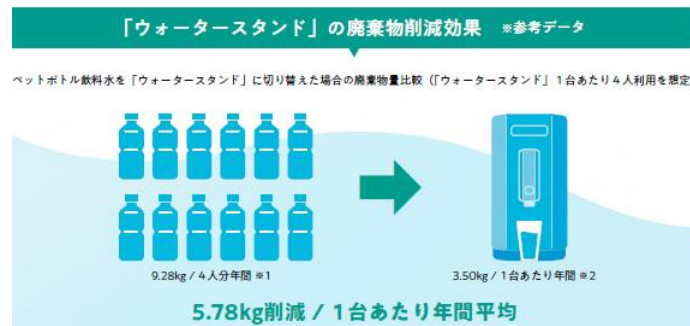 「ウォータースタンド」の廃棄物削減効果 ※参考データ
ペットボトル飲料水を「ウォータースタンド」に切り替えた場合の廃棄物量比較(「ウォータースタンド」1台あたり4人利用を想定
9.28kg / 4人分年間 ※1
3.50kg / 1台あたり年間 ※2
5.78kg削減 / 1台あたり年間平均